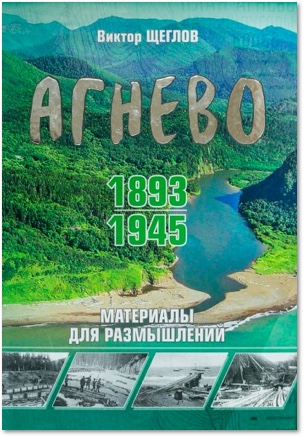 Виктор ЩЕГЛОВ
АГНЕВО
1893
1945
МАТЕРИАЛЫ
ДЛЯ РАЗМЫШЛЕНИЙ